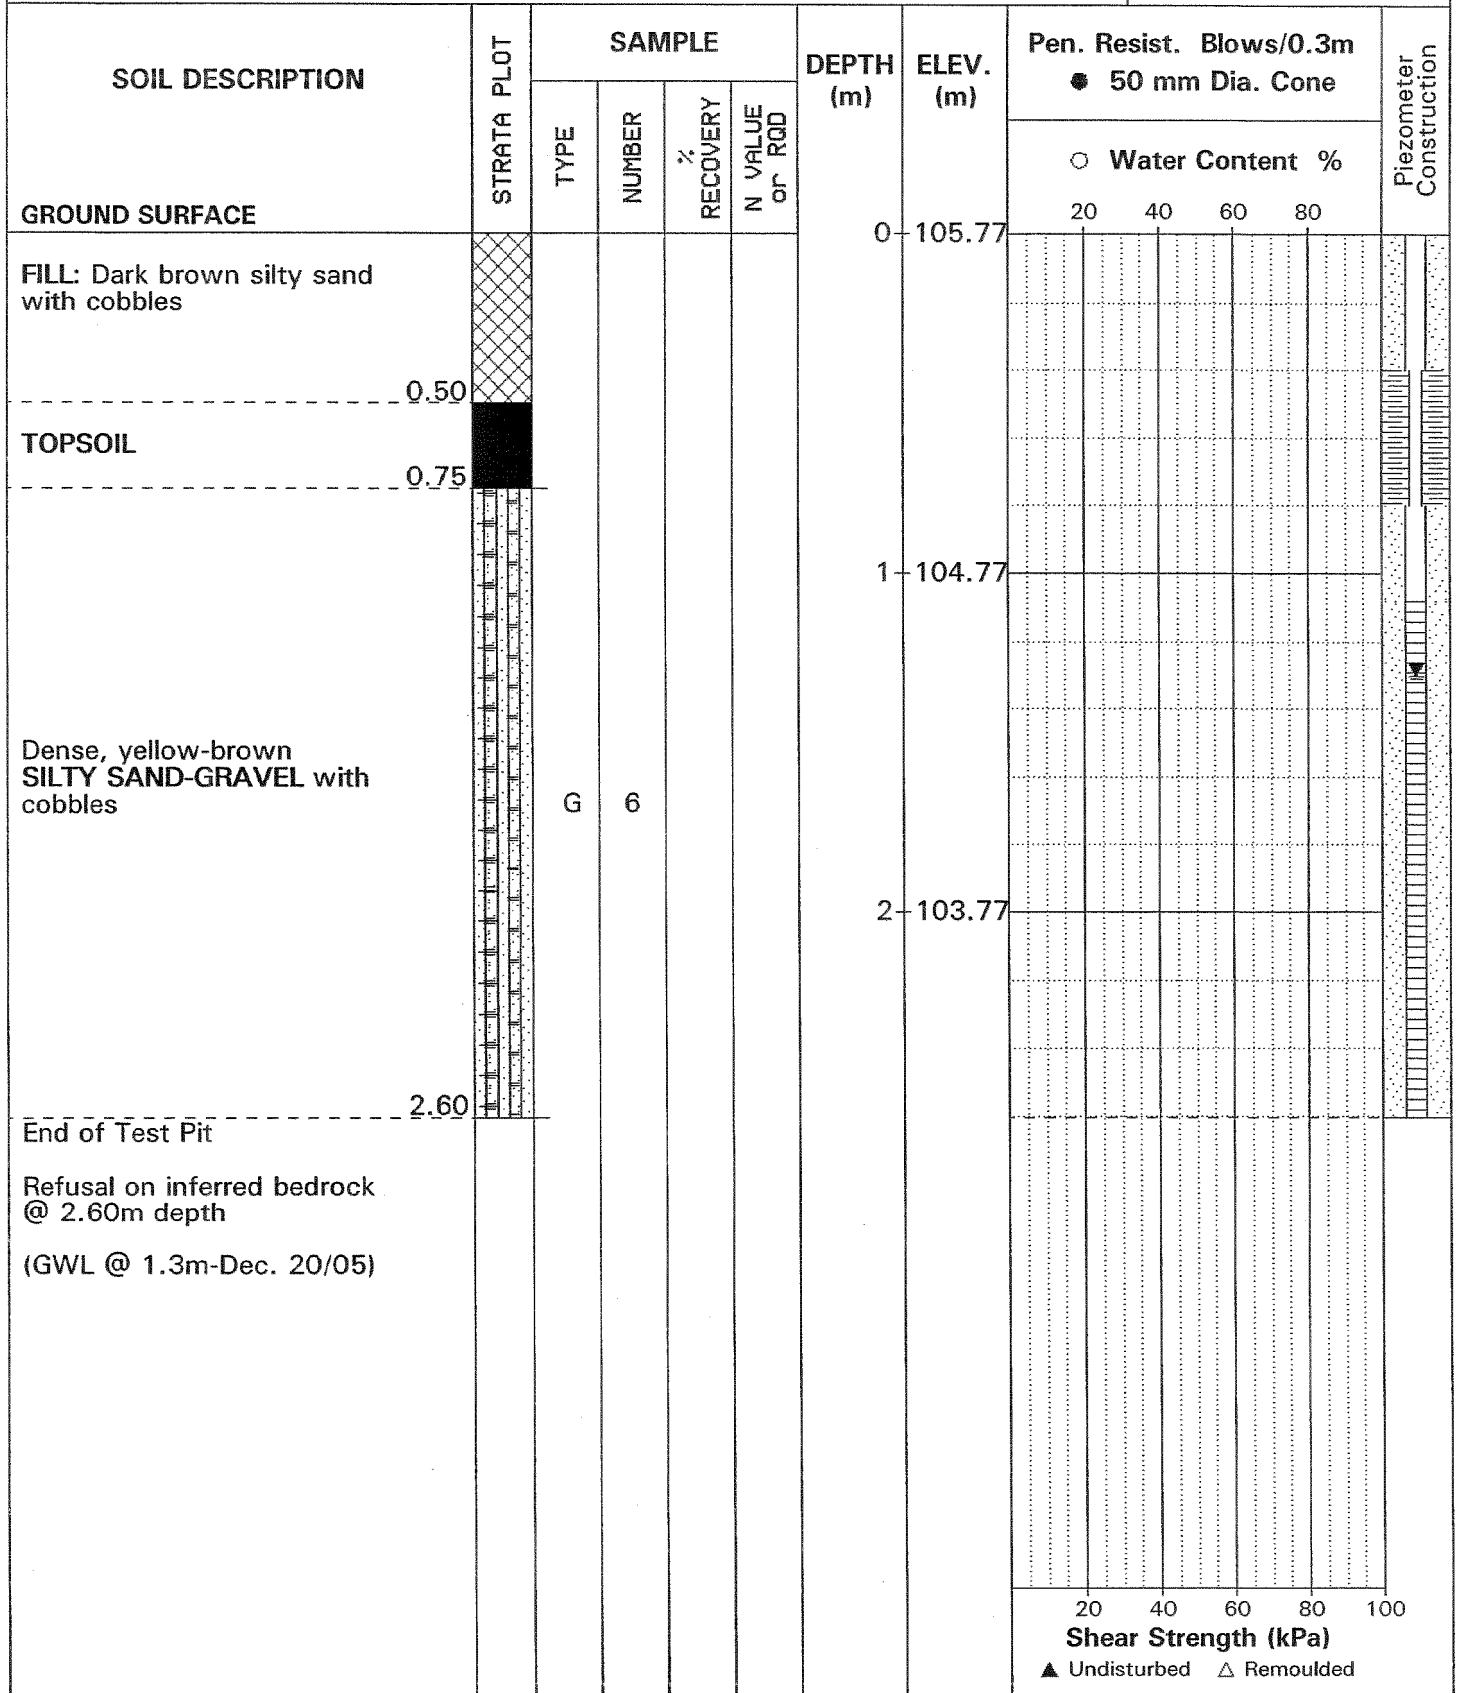 SOIL DESCRIPTION
GROUND SURFACE
STRATA PLOT
SAMPLE
TYPE
NUMBER
%
RECOVERY
N VALUE
or RQD
DEPTH
(m)
ELEV.
(m)
Pen. Resist. Blows/0.3m
● 50 mm Dia. Cone
○ Water Content %
20 40 60 80
Piezometer
Construction
0 105.77
FILL: Dark brown silty sand
with cobbles
0.50
TOPSOIL
0.75
1 104.77
Dense, yellow-brown
SILTY SAND-GRAVEL with
cobbles
G 6
2 103.77
2.60
End of Test Pit
Refusal on inferred bedrock
@ 2.60m depth
(GWL @ 1.3m-Dec. 20/05)
20 40 60 80 100
Shear Strength (kPa)
▲ Undisturbed △ Remoulded